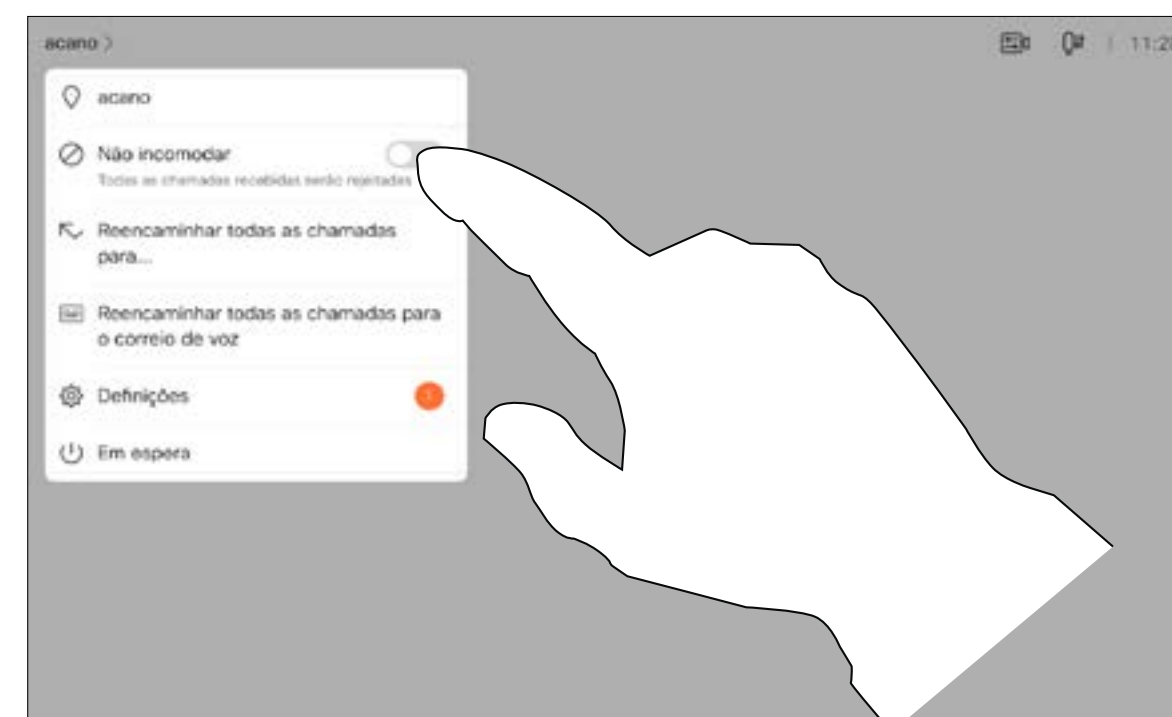 acano
acano
Não incomodar
Todas as chamadas recebidas serão rejeitadas
Reencaminhar todas as chamadas
para...
Reencaminhar todas as chamadas para
o correio de voz
Definições
Em espera